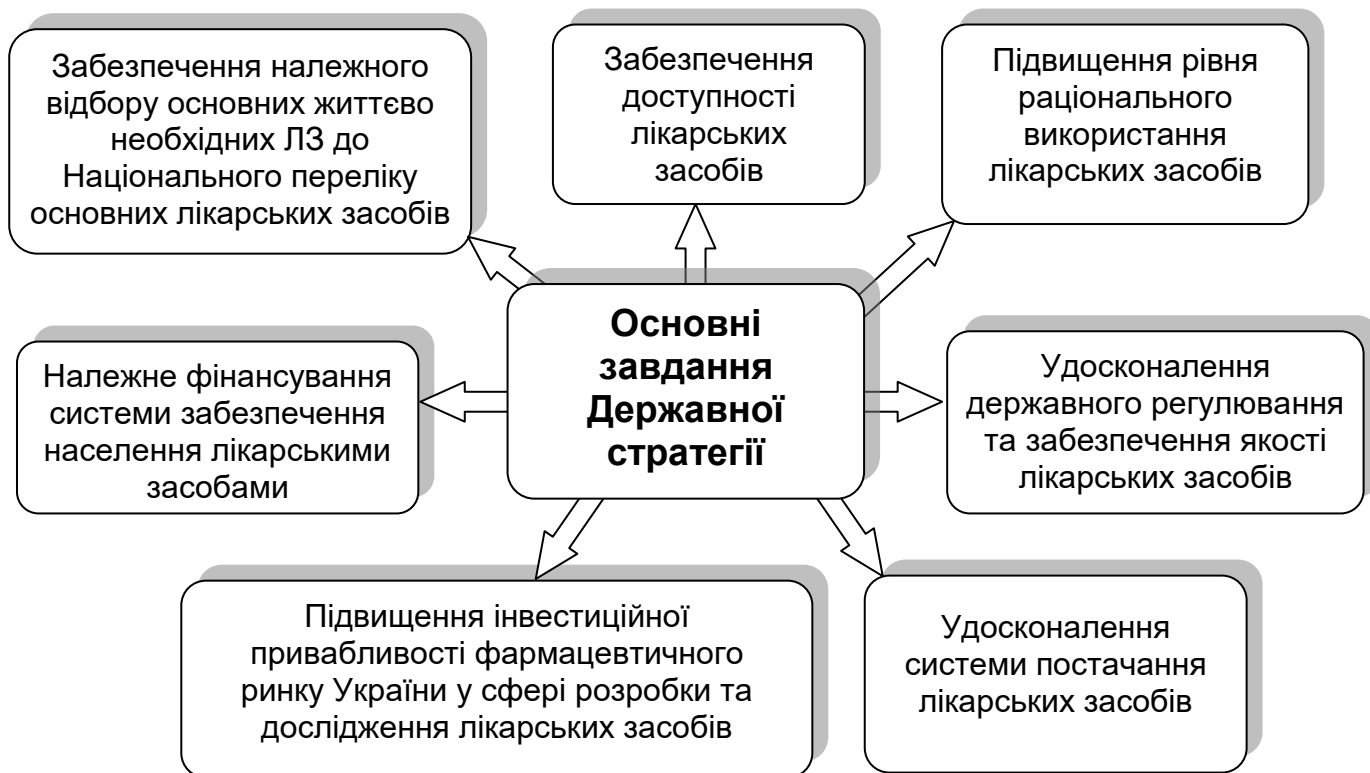 Забезпечення належного
відбору основних життєво
необхідних ЛЗ до
Національного переліку
основних лікарських засобів
Забезпечення
доступності
лікарських
засобів
Підвищення рівня
раціонального
використання
лікарських засобів
Належне фінансування
системи забезпечення
населення лікарськими
засобами
Основні
завдання
Державної
стратегії
Удосконалення
державного регулювання
та забезпечення якості
лікарських засобів
Підвищення інвестиційної
привабливості фармацевтичного
ринку України у сфері розробки та
дослідження лікарських засобів
Удосконалення
системи постачання
лікарських засобів